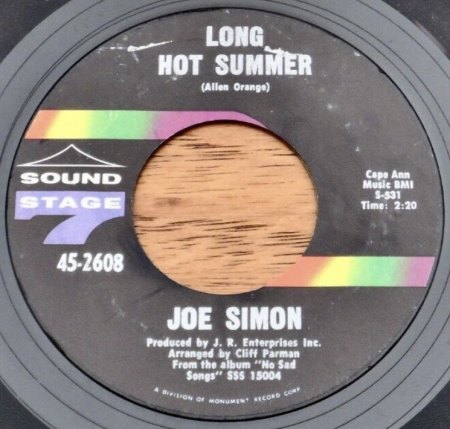 LONG
HOT SUMMER
(Allen Orange)
SOUND
STAGE
7
45-2608
Cape Ann
Music BMI
S-531
Time: 2:20
JOE SIMON
Produced by J. R. Enterprises Inc.
Arranged by Cliff Parman
From the album "No Sad
Songs" SSS 15004
A DIVISION OF MONUMENT RECORD CORP.